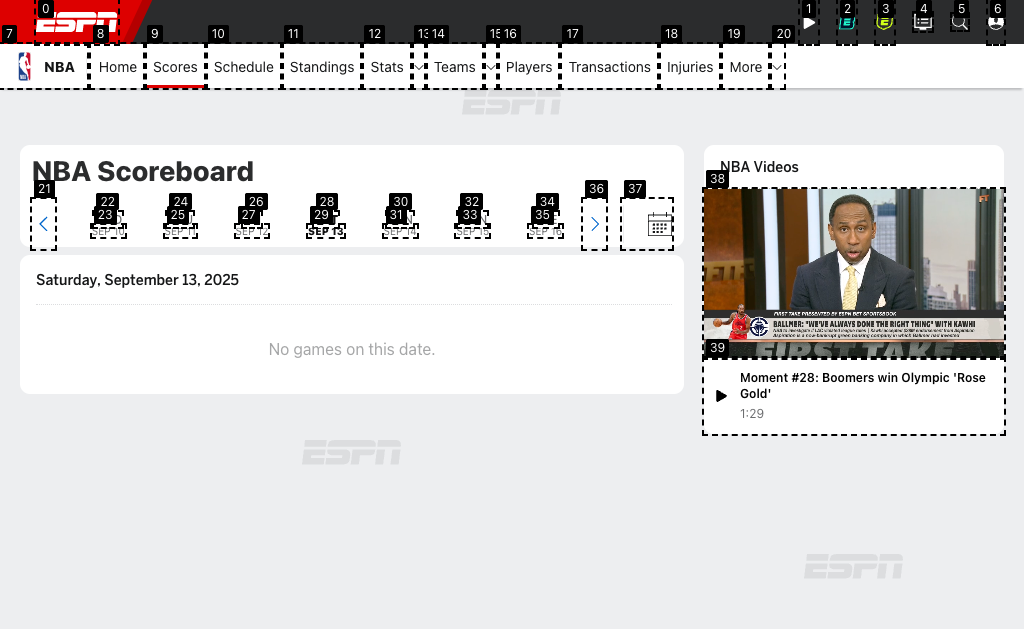 ESPN
NBA
Home
Scores
Schedule
Standings
Stats
Teams
Players
Transactions
Injuries
More
0
1
2
3
4
5
6
7
8
9
10
11
12
13
14
15
16
17
18
19
20
ESPN
NBA Scoreboard
21
22
23
24
25
26
27
28
29
30
31
32
33
34
35
36
37
SEP 10
SEP 11
SEP 12
SEP 13
SEP 14
SEP 15
SEP 16
Saturday, September 13, 2025
No games on this date.
NBA Videos
38
FIRST TAKE PRESENTED BY ESPN BET SPORTSBOOK
BALLMER: "WE'VE ALWAYS DONE THE RIGHT THING" WITH KAWHI
FIRST TAKE
39
Moment #28: Boomers win Olympic 'Rose
Gold'
1:29
ESPN
ESPN